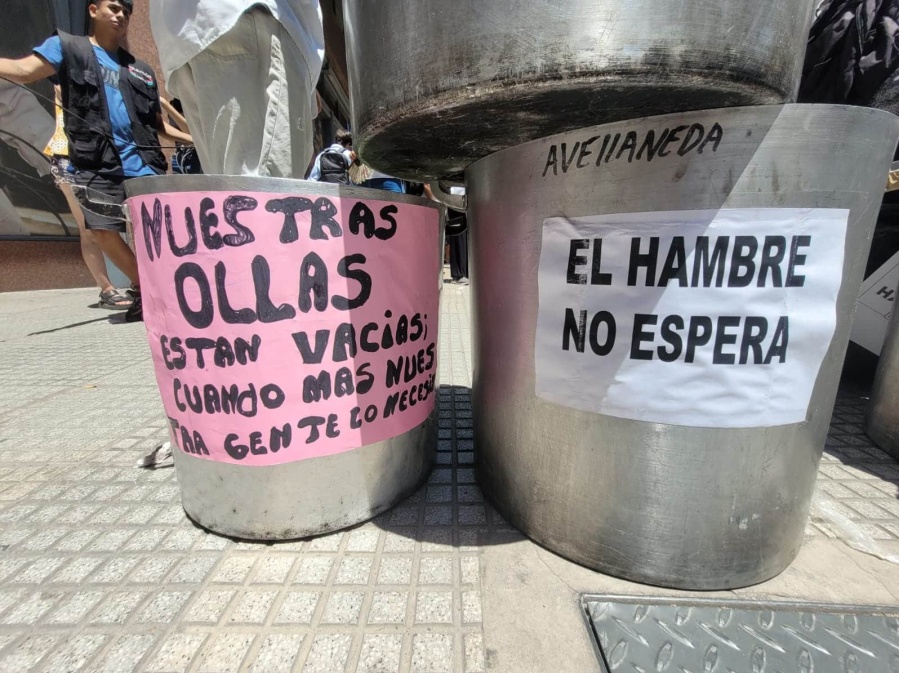 NUESTRAS
OLLAS
ESTAN VACIAS;
CUANDO MAS NUES
TRA GENTE LO NECESI
AVEllANEDA
EL HAMBRE
NO ESPERA